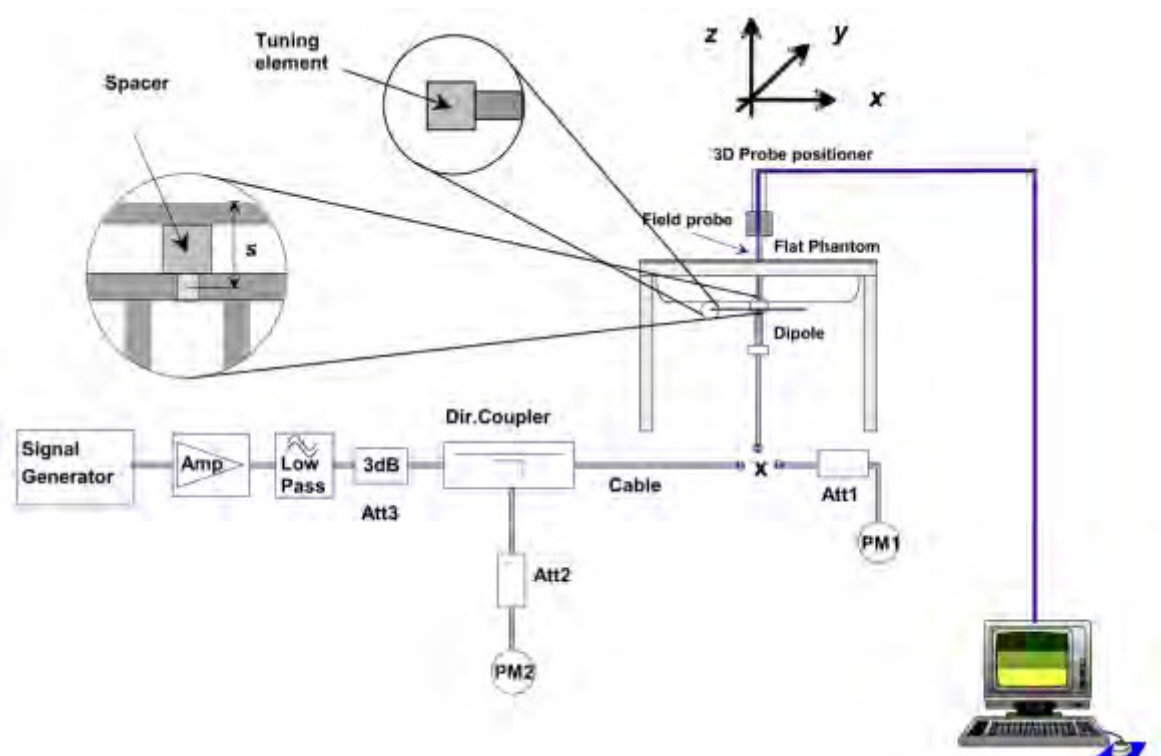 Tuning
element
Spacer
z
y
x
3D Probe positioner
Field probe
Flat Phantom
s
Dipole
Dir.Coupler
Signal
Generator
Amp
Low
Pass
3dB
Att3
Cable
x
Att1
PM1
Att2
PM2